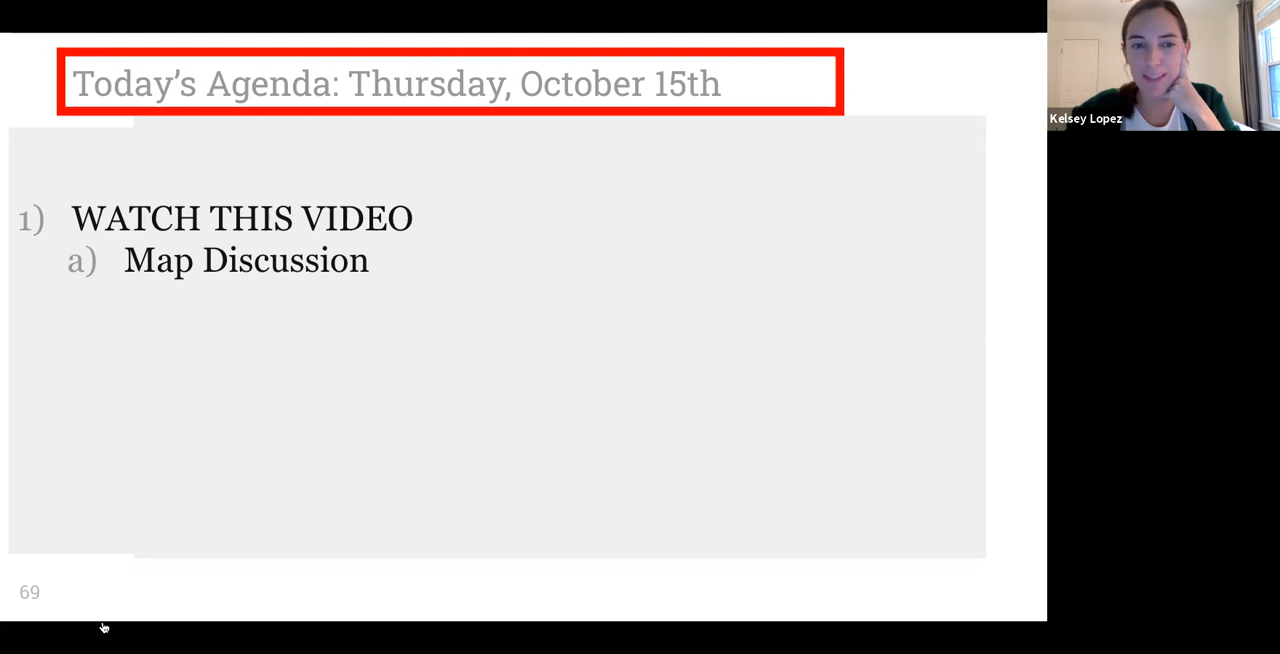 Today’s Agenda: Thursday, October 15th
1) WATCH THIS VIDEO
a) Map Discussion
69
Kelsey Lopez